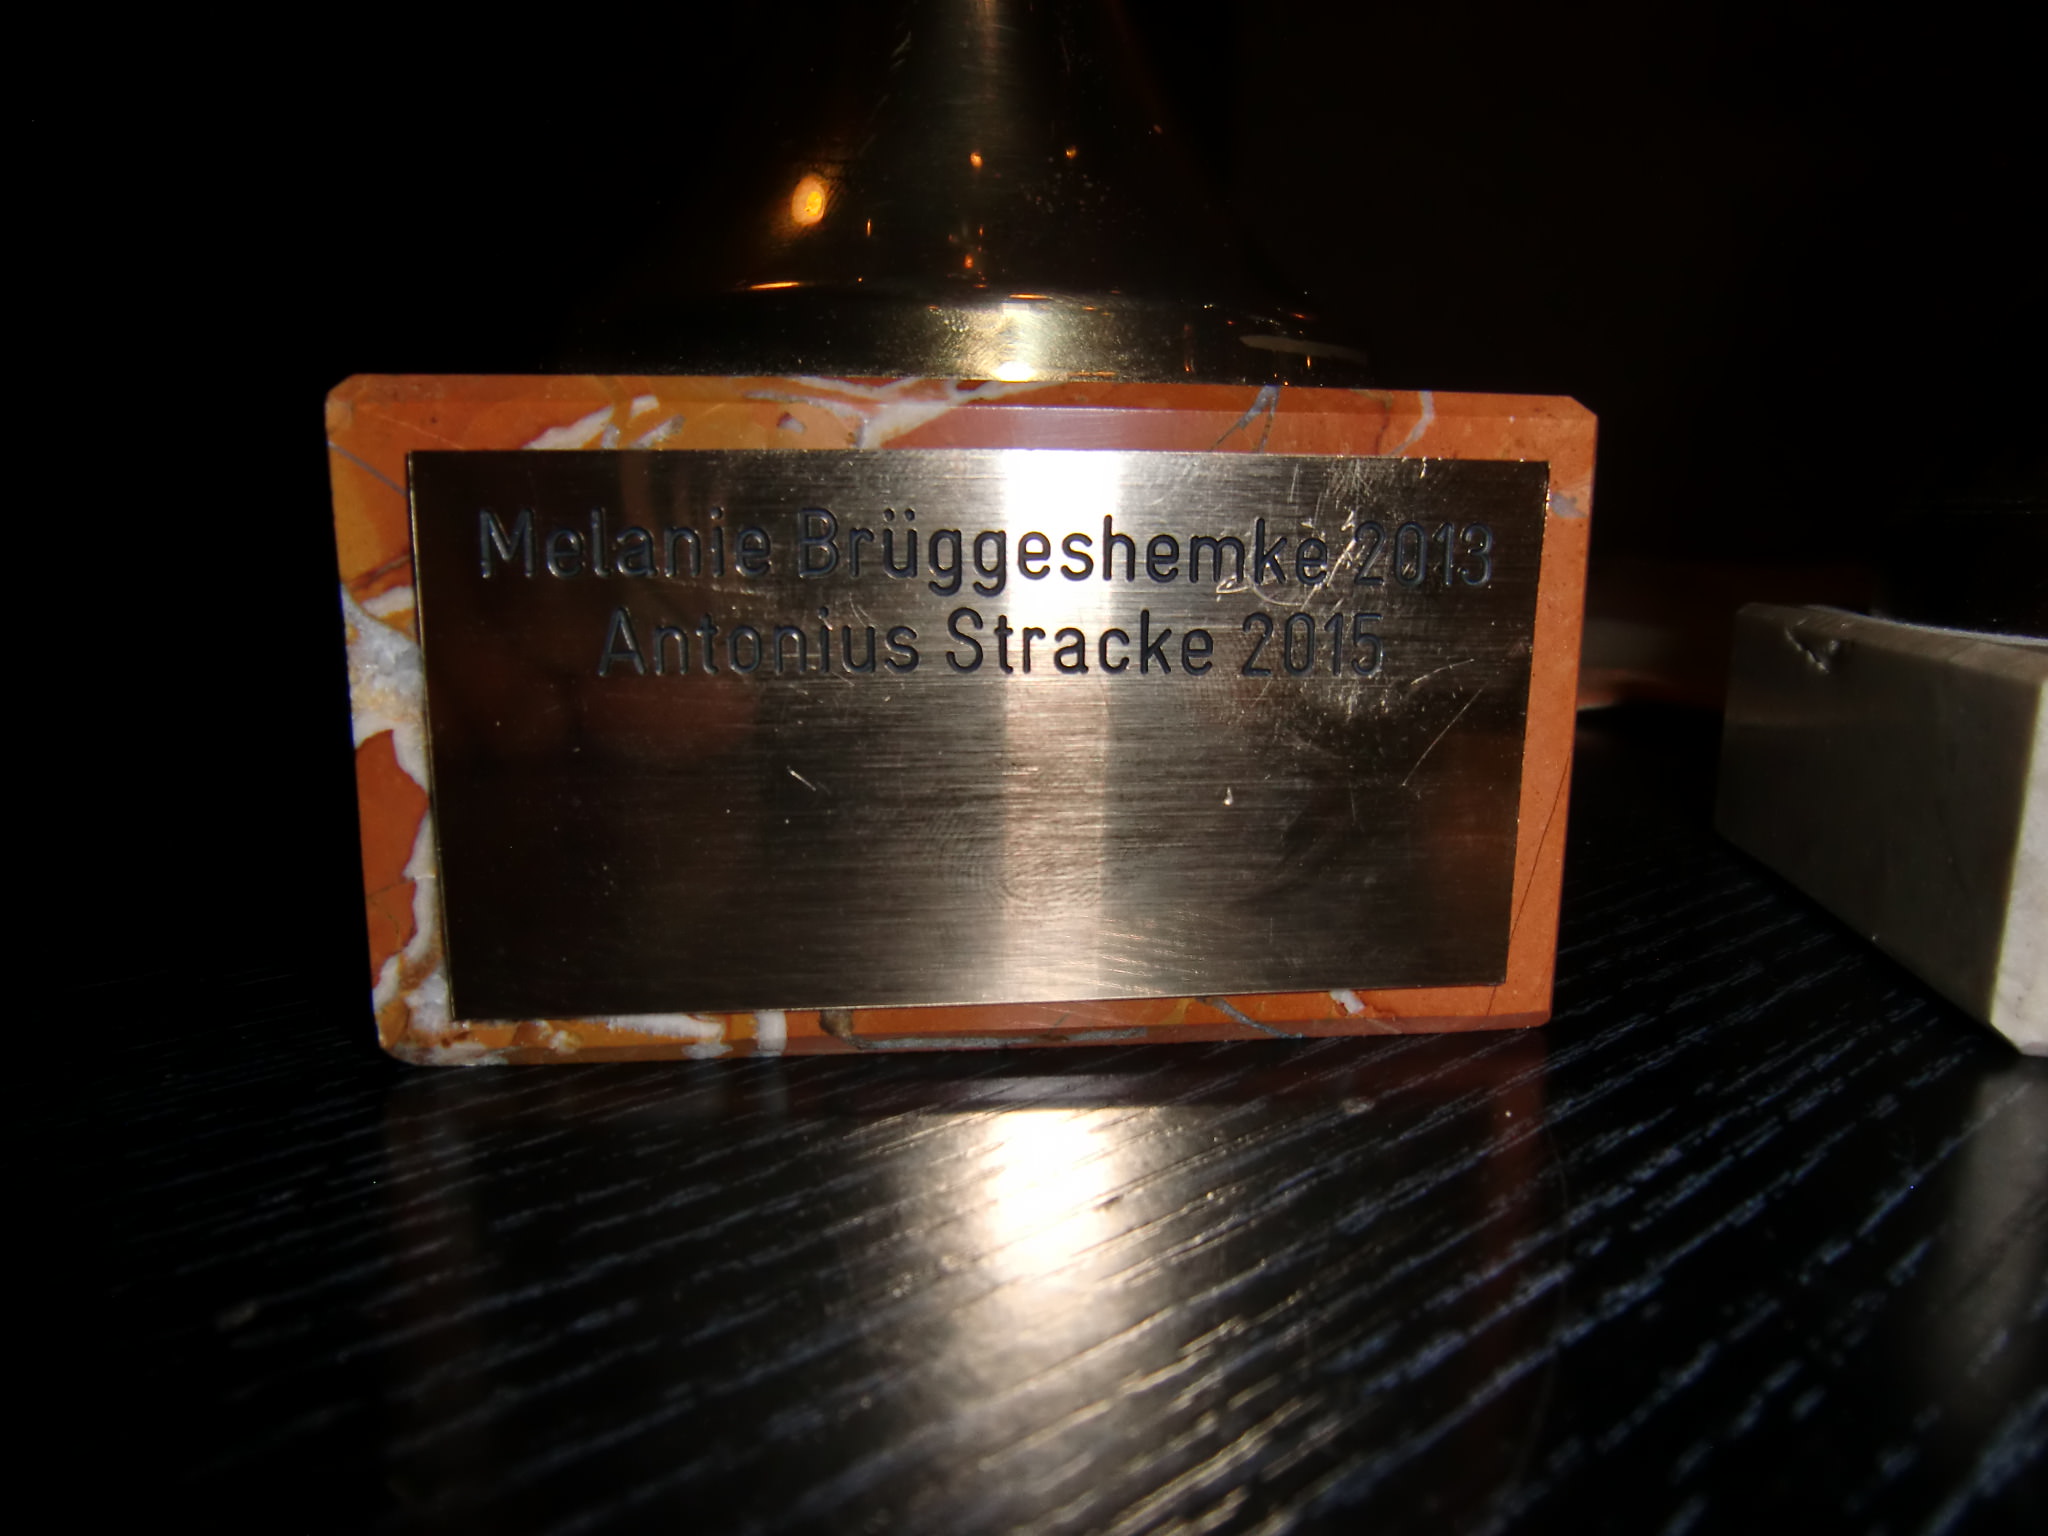 Melanie Brüggeshemke 2013
Antonius Stracke 2015